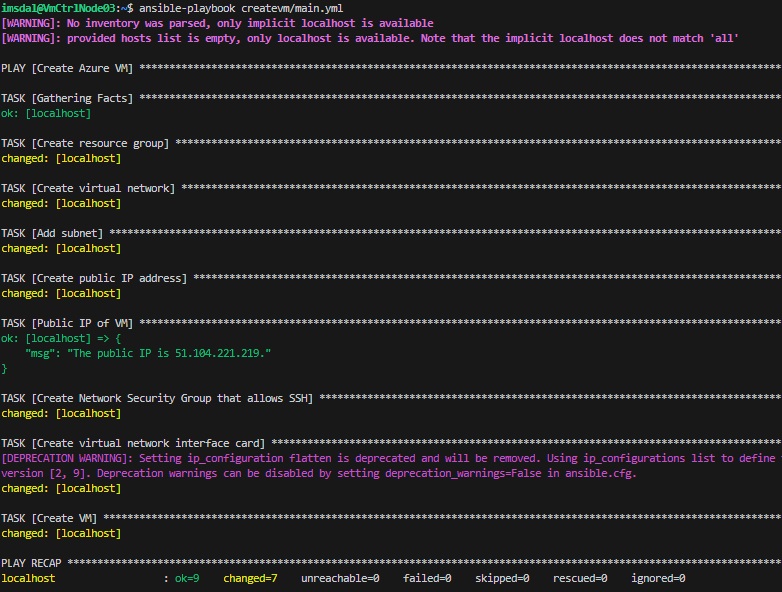 imsdal@VmCtrlNode03:~$ ansible-playbook createvm/main.yml
[WARNING]: No inventory was parsed, only implicit localhost is available
[WARNING]: provided hosts list is empty, only localhost is available. Note that the implicit localhost does not match 'all'
PLAY [Create Azure VM] ***********************************************************************************************************
TASK [Gathering Facts] ***********************************************************************************************************
ok: [localhost]
TASK [Create resource group] *****************************************************************************************************
changed: [localhost]
TASK [Create virtual network] ****************************************************************************************************
changed: [localhost]
TASK [Add subnet] ****************************************************************************************************************
changed: [localhost]
TASK [Create public IP address] **************************************************************************************************
changed: [localhost]
TASK [Public IP of VM] ***********************************************************************************************************
ok: [localhost] => {
    "msg": "The public IP is 51.104.221.219."
}
TASK [Create Network Security Group that allows SSH] *****************************************************************************
changed: [localhost]
TASK [Create virtual network interface card] *************************************************************************************
[DEPRECATION WARNING]: Setting ip_configuration flatten is deprecated and will be removed. Using ip_configurations list to define
version [2, 9]. Deprecation warnings can be disabled by setting deprecation_warnings=False in ansible.cfg.
changed: [localhost]
TASK [Create VM] *****************************************************************************************************************
changed: [localhost]
PLAY RECAP ***********************************************************************************************************************
localhost                  : ok=9    changed=7    unreachable=0    failed=0    skipped=0    rescued=0    ignored=0